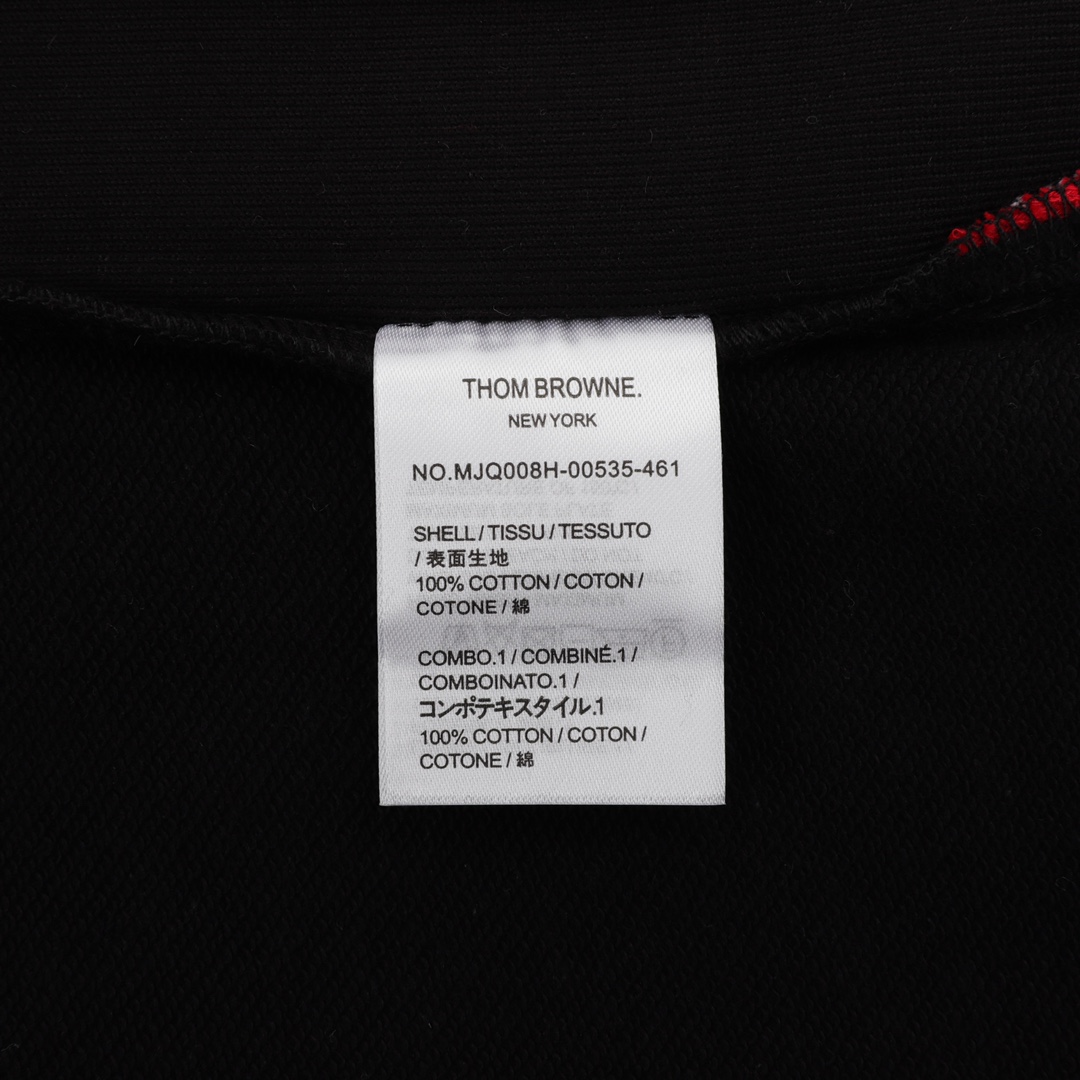 THOM BROWNE.
NEW YORK
NO.MJQ008H-00535-461
SHELL / TISSU / TESSUTO
/ 表面生地
100% COTTON / COTON /
COTONE / 綿
COMBO.1 / COMBINÉ.1 /
COMBOINATO.1 /
コンポテキスタイル.1
100% COTTON / COTON /
COTONE / 綿